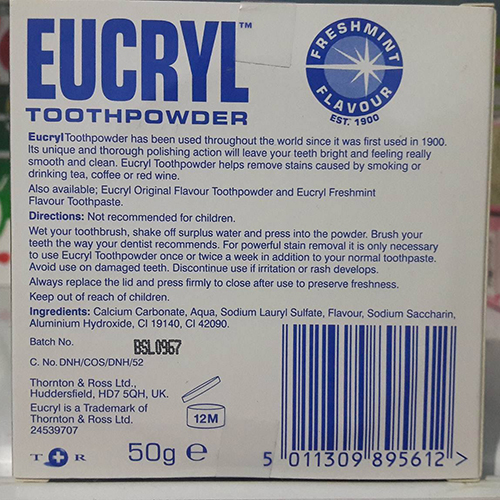 EUCRYL™
TOOTHPOWDER
FRESHMINT
FLAVOUR
EST. 1900
Eucryl Toothpowder has been used throughout the world since it was first used in 1900.
Its unique and thorough polishing action will leave your teeth bright and feeling really
smooth and clean. Eucryl Toothpowder helps remove stains caused by smoking or
drinking tea, coffee or red wine.
Also available; Eucryl Original Flavour Toothpowder and Eucryl Freshmint
Flavour Toothpaste.
Directions: Not recommended for children.
Wet your toothbrush, shake off surplus water and press into the powder. Brush your
teeth the way your dentist recommends. For powerful stain removal it is only necessary
to use Eucryl Toothpowder once or twice a week in addition to your normal toothpaste.
Avoid use on damaged teeth. Discontinue use if irritation or rash develops.
Always replace the lid and press firmly to close after use to preserve freshness.
Keep out of reach of children.
Ingredients: Calcium Carbonate, Aqua, Sodium Lauryl Sulfate, Flavour, Sodium Saccharin,
Aluminium Hydroxide, CI 19140, CI 42090.
Batch No. BSL0967
C. No. DNH/COS/DNH/52
Thornton & Ross Ltd.,
Huddersfield, HD7 5QH, UK.
Eucryl is a Trademark of
Thornton & Ross Ltd.
24539707
12M
T R
50g e
5 011309 895612 >